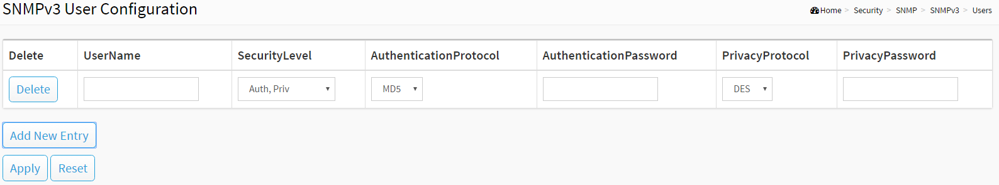 SNMPv3 User Configuration
Home > Security > SNMP > SNMPv3 > Users
Delete UserName SecurityLevel AuthenticationProtocol AuthenticationPassword PrivacyProtocol PrivacyPassword
Delete Auth, Priv MD5 DES
Add New Entry
Apply Reset